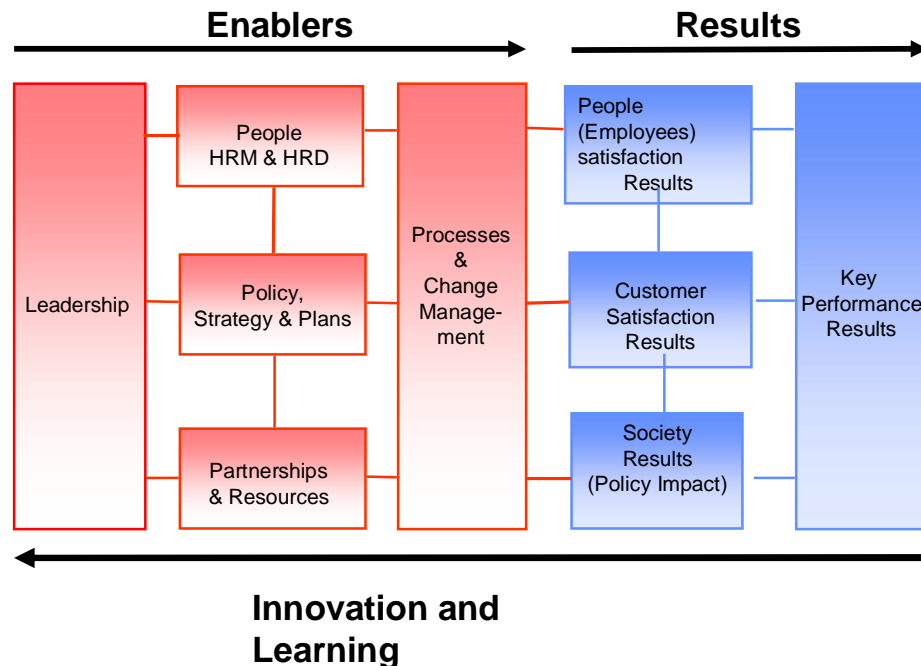 Enablers
Results
Leadership
People
HRM & HRD
Policy,
Strategy & Plans
Partnerships
& Resources
Processes
&
Change
Manage-
ment
People
(Employees)
satisfaction
Results
Customer
Satisfaction
Results
Society
Results
(Policy Impact)
Key
Performance
Results
Innovation and
Learning